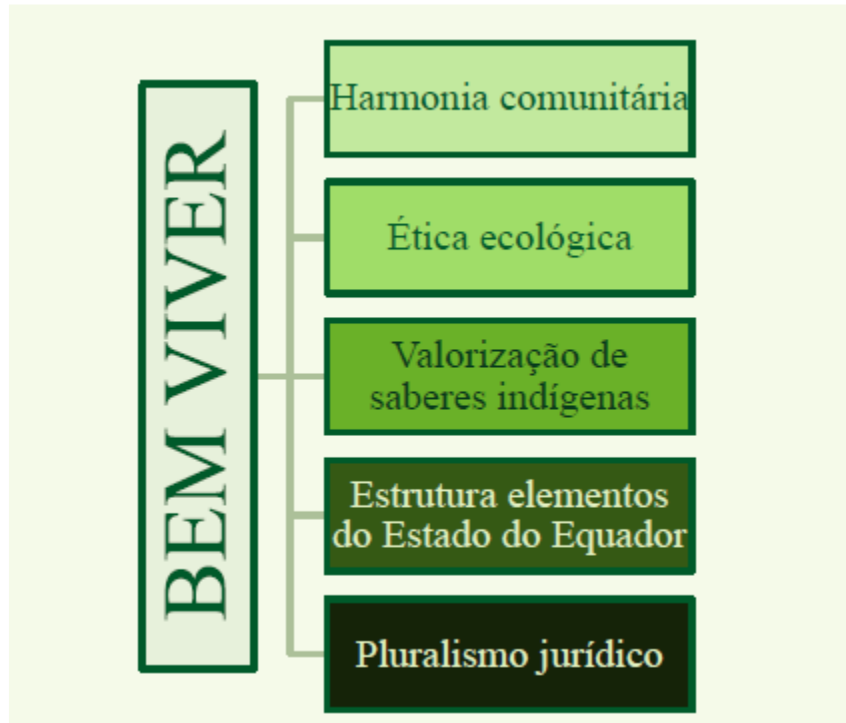 BEM VIVER
Harmonia comunitária
Ética ecológica
Valorização de
saberes indígenas
Estrutura elementos
do Estado do Equador
Pluralismo jurídico